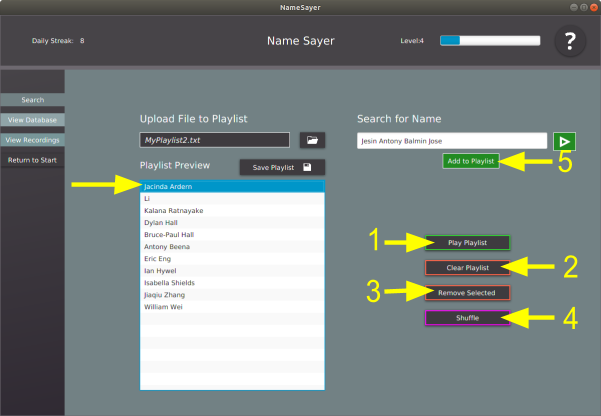 NameSayer
Daily Streak: 8
Name Sayer
Level:4
?
Search
View Database
View Recordings
Return to Start
Upload File to Playlist
MyPlaylist2.txt
Playlist Preview
Save Playlist
Jacinda Ardern
Li
Kalana Ratnayake
Dylan Hall
Bruce-Paul Hall
Antony Beena
Eric Eng
Ian Hywel
Isabella Shields
Jiaqiu Zhang
William Wei
Search for Name
Jesin Antony Balmin Jose
Add to Playlist
5
1
Play Playlist
Clear Playlist
2
3
Remove Selected
Shuffle
4